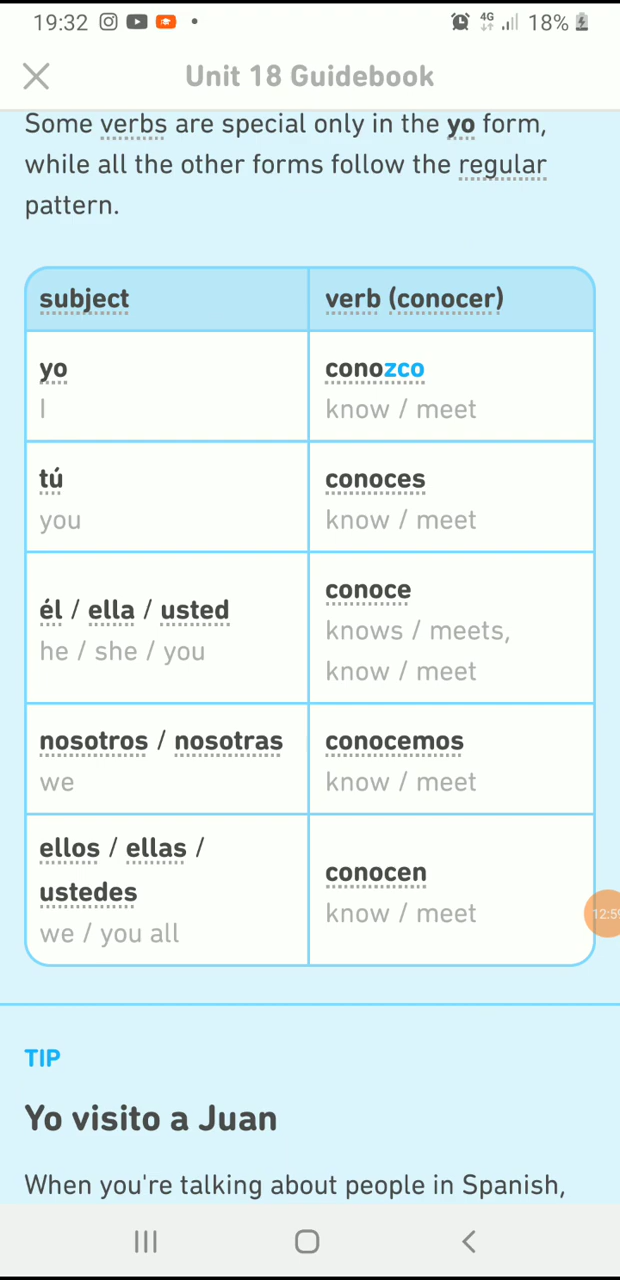 19:32
4G
18%
Unit 18 Guidebook
Some verbs are special only in the yo form,
while all the other forms follow the regular
pattern.
subject
verb (conocer)
yo
I
conozco
know / meet
tú
you
conoces
know / meet
él / ella / usted
he / she / you
conoce
knows / meets,
know / meet
nosotros / nosotras
we
conocemos
know / meet
ellos / ellas /
ustedes
we / you all
conocen
know / meet
12:59
TIP
Yo visito a Juan
When you're talking about people in Spanish,